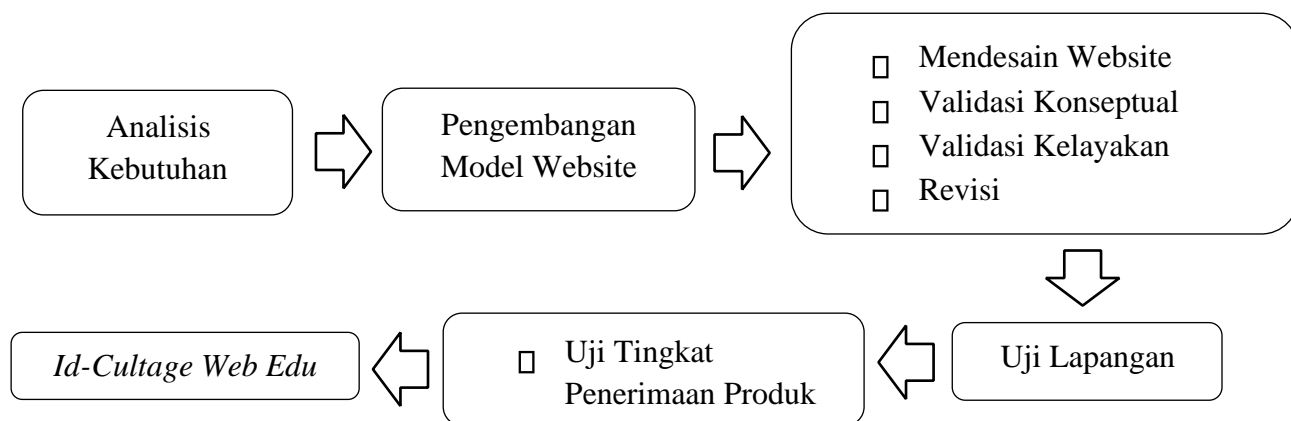 Analisis
Kebutuhan
Pengembangan
Model Website
Mendesain Website
Validasi Konseptual
Validasi Kelayakan
Revisi
Uji Lapangan
Uji Tingkat
Penerimaan Produk
Id-Cultage Web Edu